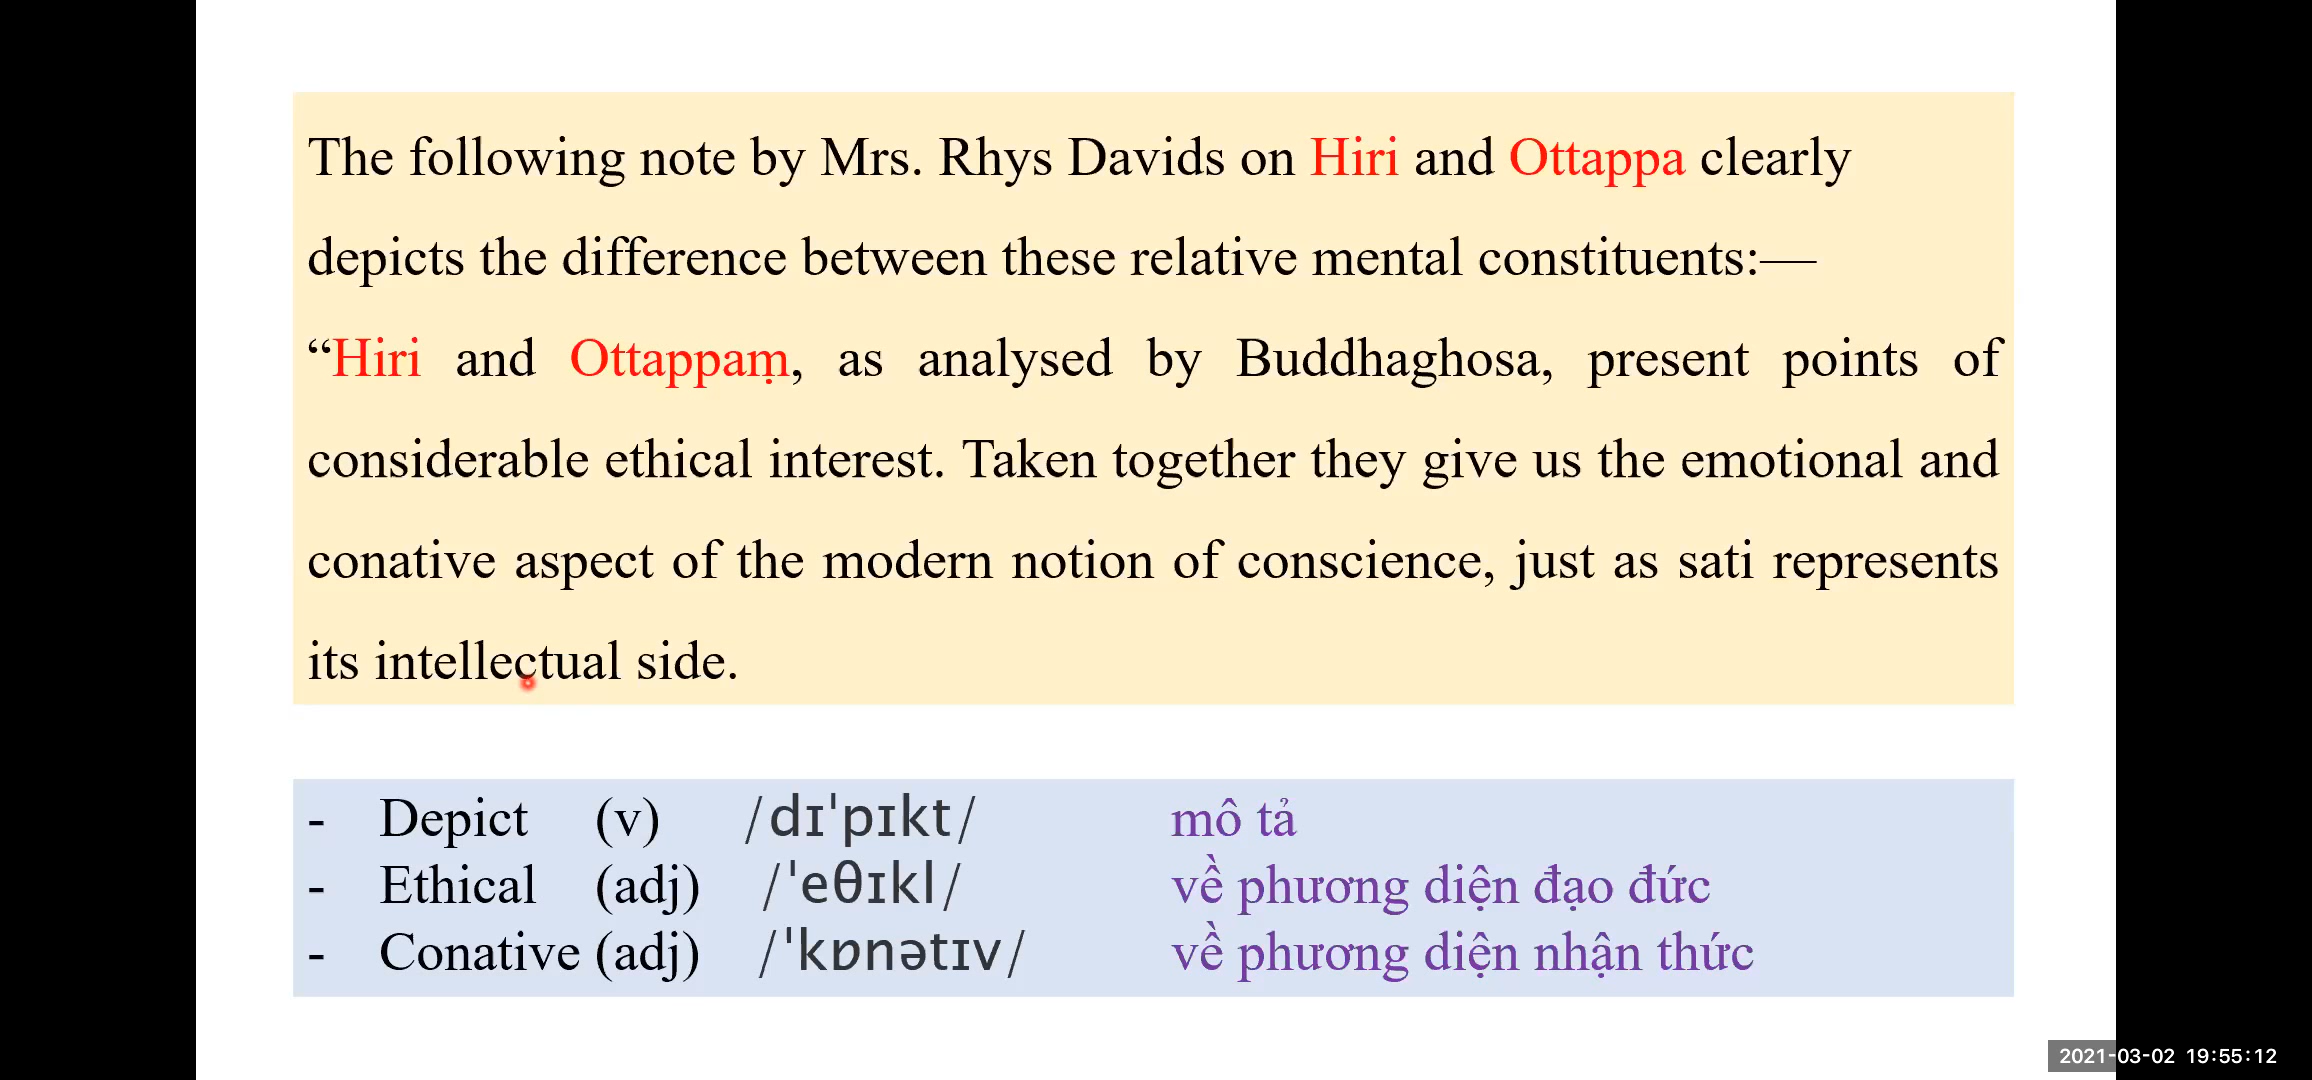 The following note by Mrs. Rhys Davids on Hiri and Ottappa clearly
depicts the difference between these relative mental constituents:—
“Hiri and Ottappaṃ, as analysed by Buddhaghosa, present points of
considerable ethical interest. Taken together they give us the emotional and
conative aspect of the modern notion of conscience, just as sati represents
its intellectual side.
- Depict (v) /dɪˈpɪkt/ mô tả
- Ethical (adj) /ˈeθɪkl/ về phương diện đạo đức
- Conative (adj) /ˈkɒnətɪv/ về phương diện nhận thức
2021-03-02 19:55:12